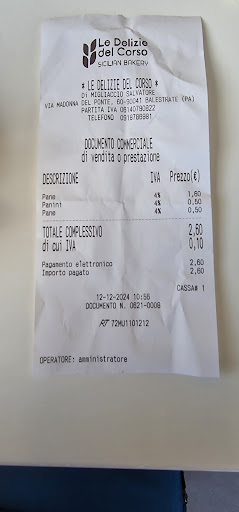 Le Delizie
del Corso
SICILIAN BAKERY
* LE DELIZIE DEL CORSO *
di MIGLIACCIO SALVATORE
VIA MADONNA DEL PONTE, 60-90041 BALESTRATE (PA)
PARTITA IVA 06140790822
TELEFONO 0918786881
DOCUMENTO COMMERCIALE
di vendita o prestazione
DESCRIZIONE IVA Prezzo(€)
Pane 4% 1,60
Panini 4% 0,50
Pane 4% 0,50
TOTALE COMPLESSIVO 2,60
di cui IVA 0,10
Pagamento elettronico 2,60
Importo pagato 2,60
CASSA# 1
12-12-2024 10:56
DOCUMENTO N. 0621-0008
RT 72MU1101212
OPERATORE: amministratore